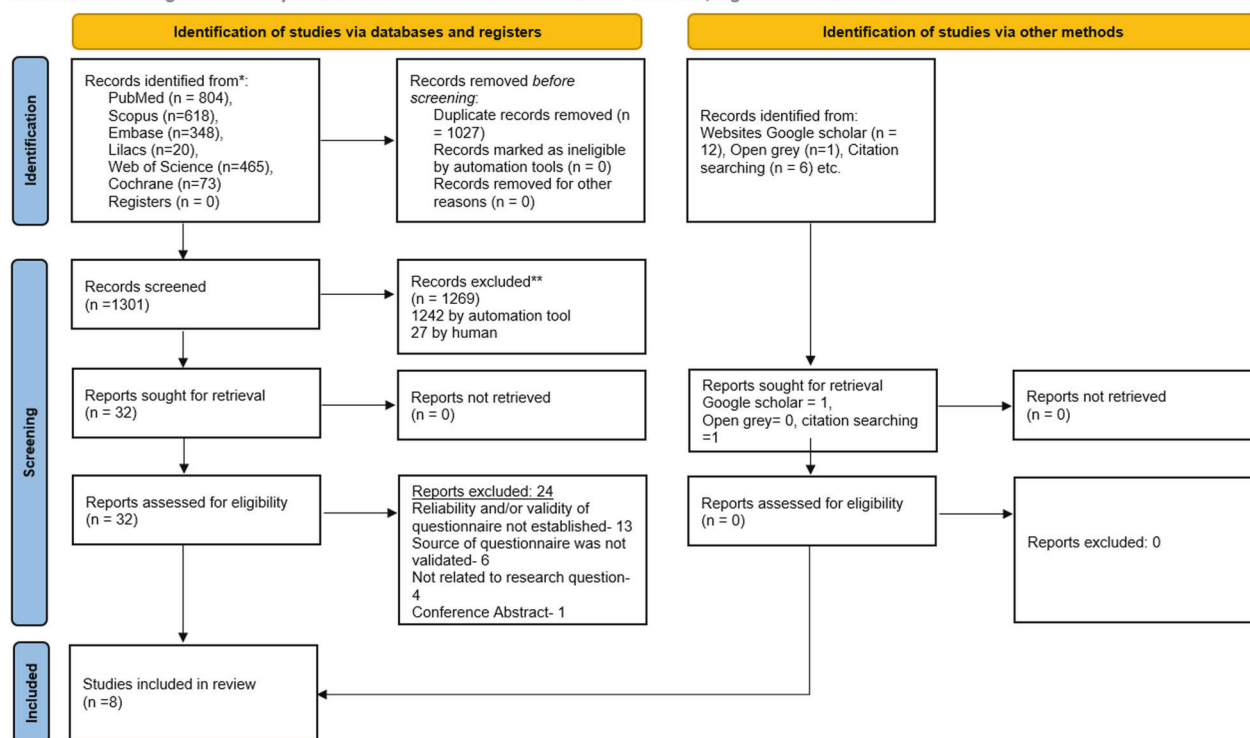 Identification of studies via databases and registers
Identification of studies via other methods
Identification
Records identified from*:
PubMed (n = 804),
Scopus (n=618),
Embase (n=348),
Lilacs (n=20),
Web of Science (n=465),
Cochrane (n=73)
Registers (n = 0)
Records removed before
screening:
Duplicate records removed (n
= 1027)
Records marked as ineligible
by automation tools (n = 0)
Records removed for other
reasons (n = 0)
Records identified from:
Websites Google scholar (n =
12), Open grey (n=1), Citation
searching (n = 6) etc.
Screening
Records screened
(n =1301)
Records excluded**
(n = 1269)
1242 by automation tool
27 by human
Reports sought for retrieval
(n = 32)
Reports not retrieved
(n = 0)
Reports sought for retrieval
Google scholar = 1,
Open grey= 0, citation searching
=1
Reports not retrieved
(n = 0)
Reports assessed for eligibility
(n = 32)
Reports excluded: 24
Reliability and/or validity of
questionnaire not established- 13
Source of questionnaire was not
validated- 6
Not related to research question-
4
Conference Abstract- 1
Reports assessed for eligibility
(n = 0)
Reports excluded: 0
Included
Studies included in review
(n =8)